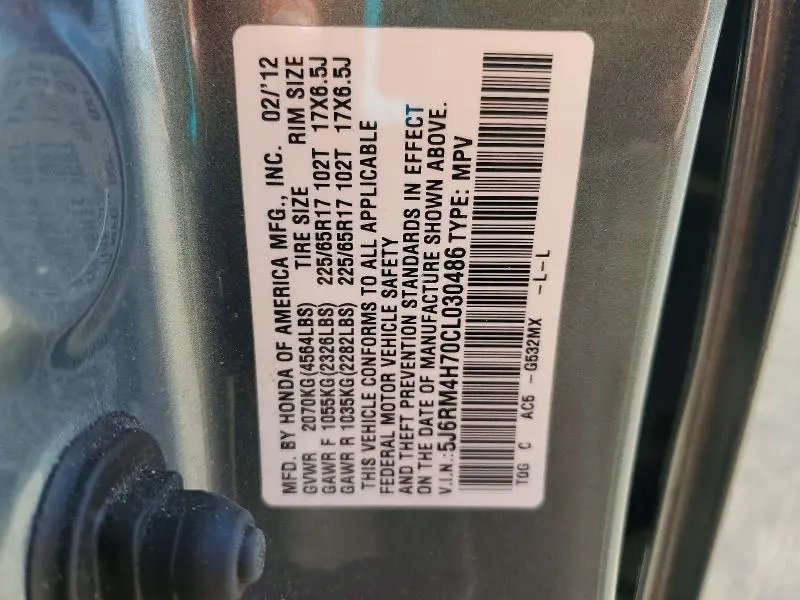 MFD. BY HONDA OF AMERICA MFG., INC. 02/'12
GVWR 2070KG(4564LBS) TIRE SIZE RIM SIZE
GAWR F 1055KG(2326LBS) 225/65R17 102T 17X6.5J
GAWR R 1035KG(2282LBS) 225/65R17 102T 17X6.5J
THIS VEHICLE CONFORMS TO ALL APPLICABLE
FEDERAL MOTOR VEHICLE SAFETY
AND THEFT PREVENTION STANDARDS IN EFFECT
ON THE DATE OF MANUFACTURE SHOWN ABOVE.
V.I.N.: 5J6RM4H70CL030486 TYPE: MPV
T0G C AC5 -G532MX -L-L